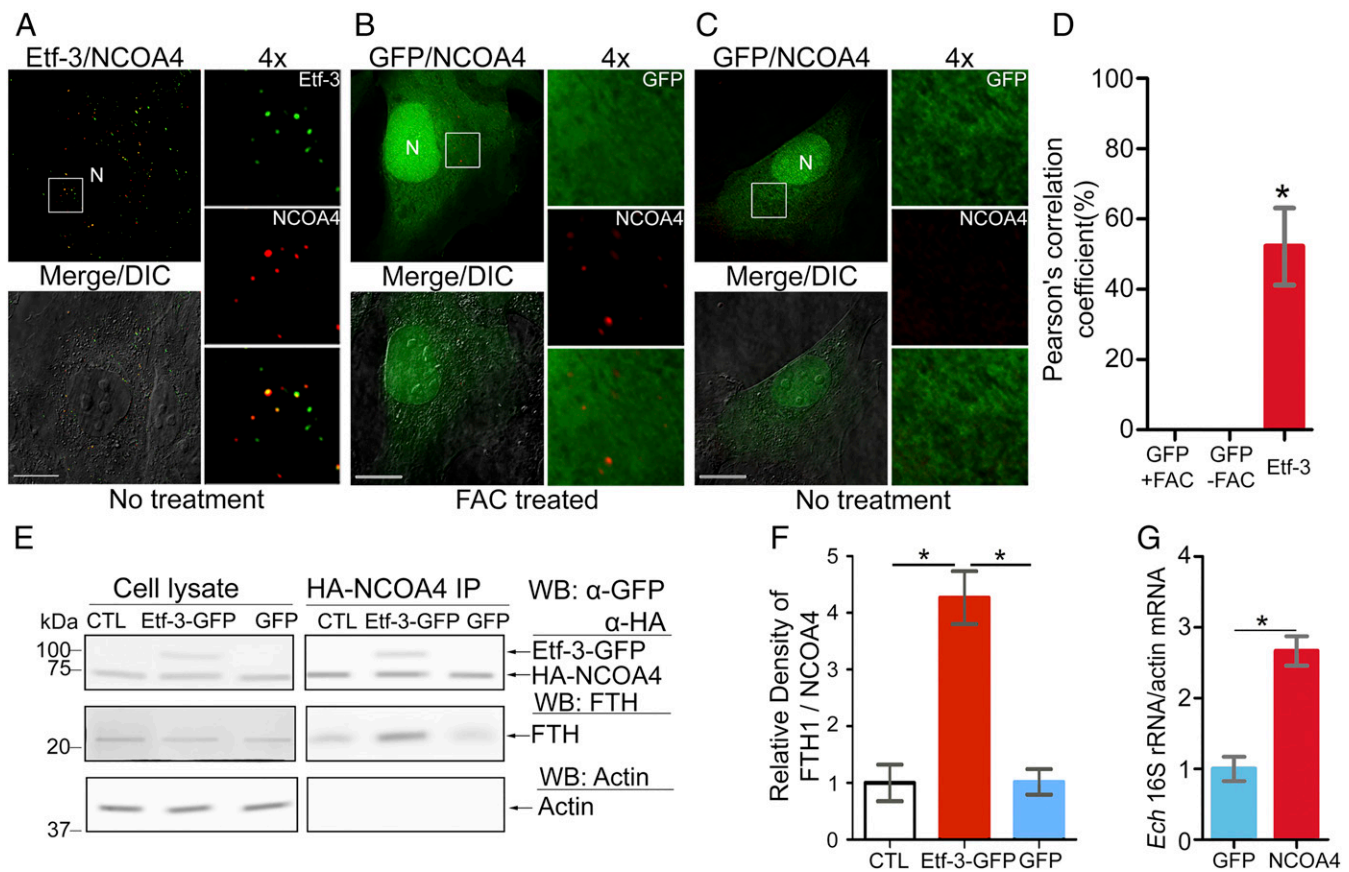 A
Etf-3/NCOA4
4x
Etf-3
N
NCOA4
Merge/DIC
No treatment
B
GFP/NCOA4
4x
GFP
N
NCOA4
Merge/DIC
FAC treated
C
GFP/NCOA4
4x
GFP
N
NCOA4
Merge/DIC
No treatment
D
Pearson's correlation
coefficient(%)
100
80
60
40
20
0
*
GFP
+FAC
GFP
-FAC
Etf-3
E
Cell lysate
HA-NCOA4 IP
WB: α-GFP
α-HA
kDa
CTL Etf-3-GFP GFP
CTL Etf-3-GFP GFP
100
75
Etf-3-GFP
HA-NCOA4
WB: FTH
20
FTH
WB: Actin
37
Actin
F
Relative Density of
FTH1 / NCOA4
5
4
3
2
1
0
* *
CTL Etf-3-GFP GFP
G
Ech 16S rRNA/actin mRNA
4
3
2
1
0
*
GFP NCOA4